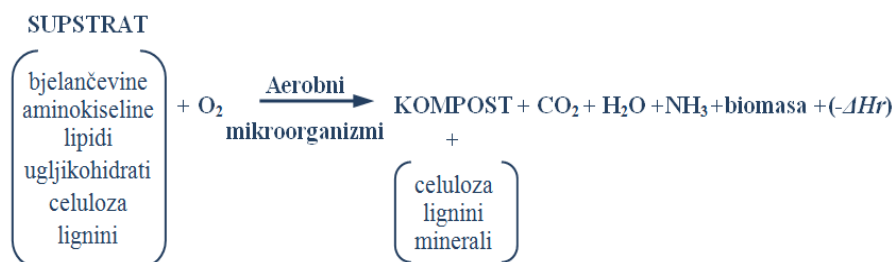 SUPSTRAT
bjelančevine
aminokiseline
lipidi
ugljikohidrati
celuloza
lignini
+ O₂
Aerobni
mikroorganizmi
KOMPOST + CO₂ + H₂O +NH₃ +biomasa +(-ΔHr)
+
celuloza
lignini
minerali